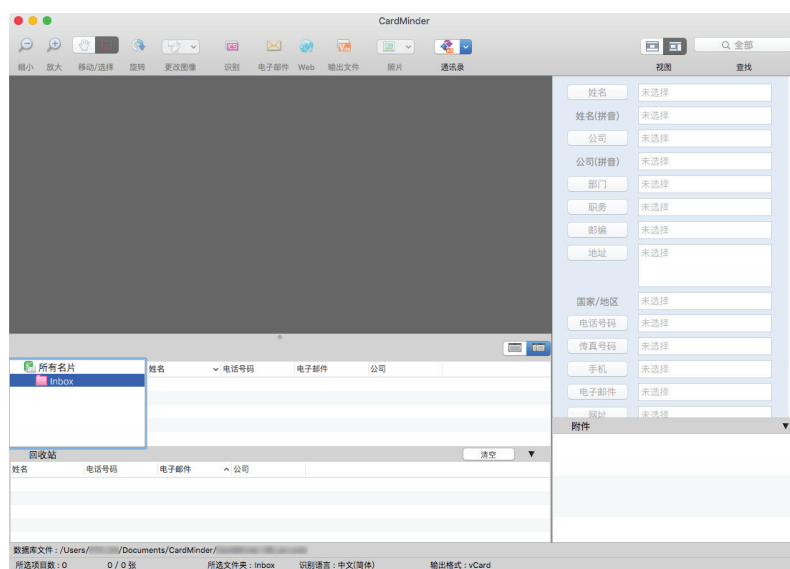 CardMinder
全部
缩小 放大 移动/选择 旋转 更改图像 识别 电子邮件 Web 输出文件 照片 通讯录 视图 查找
姓名 未选择
姓名(拼音) 未选择
公司 未选择
公司(拼音) 未选择
部门 未选择
职务 未选择
邮编 未选择
地址 未选择
国家/地区 未选择
电话号码 未选择
传真号码 未选择
手机 未选择
电子邮件 未选择
网址 未选择
附件
所有名片
Inbox
姓名 电话号码 电子邮件 公司
回收站 清空
姓名 电话号码 电子邮件 公司
数据库文件 : /Users/ /Documents/CardMinder/
所选项目数 : 0 0 / 0 张 所选文件夹 : Inbox 识别语言 : 中文(简体) 输出格式 : vCard